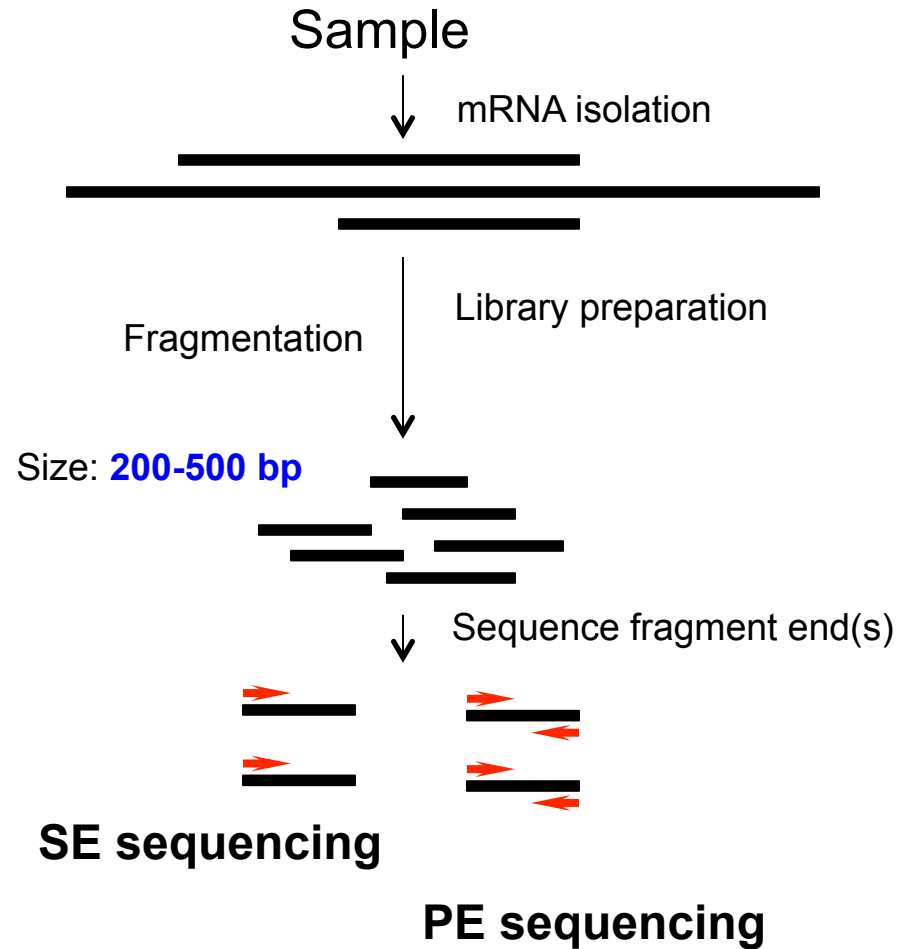 Sample
mRNA isolation
Library preparation
Fragmentation
Size: 200-500 bp
Sequence fragment end(s)
SE sequencing
PE sequencing